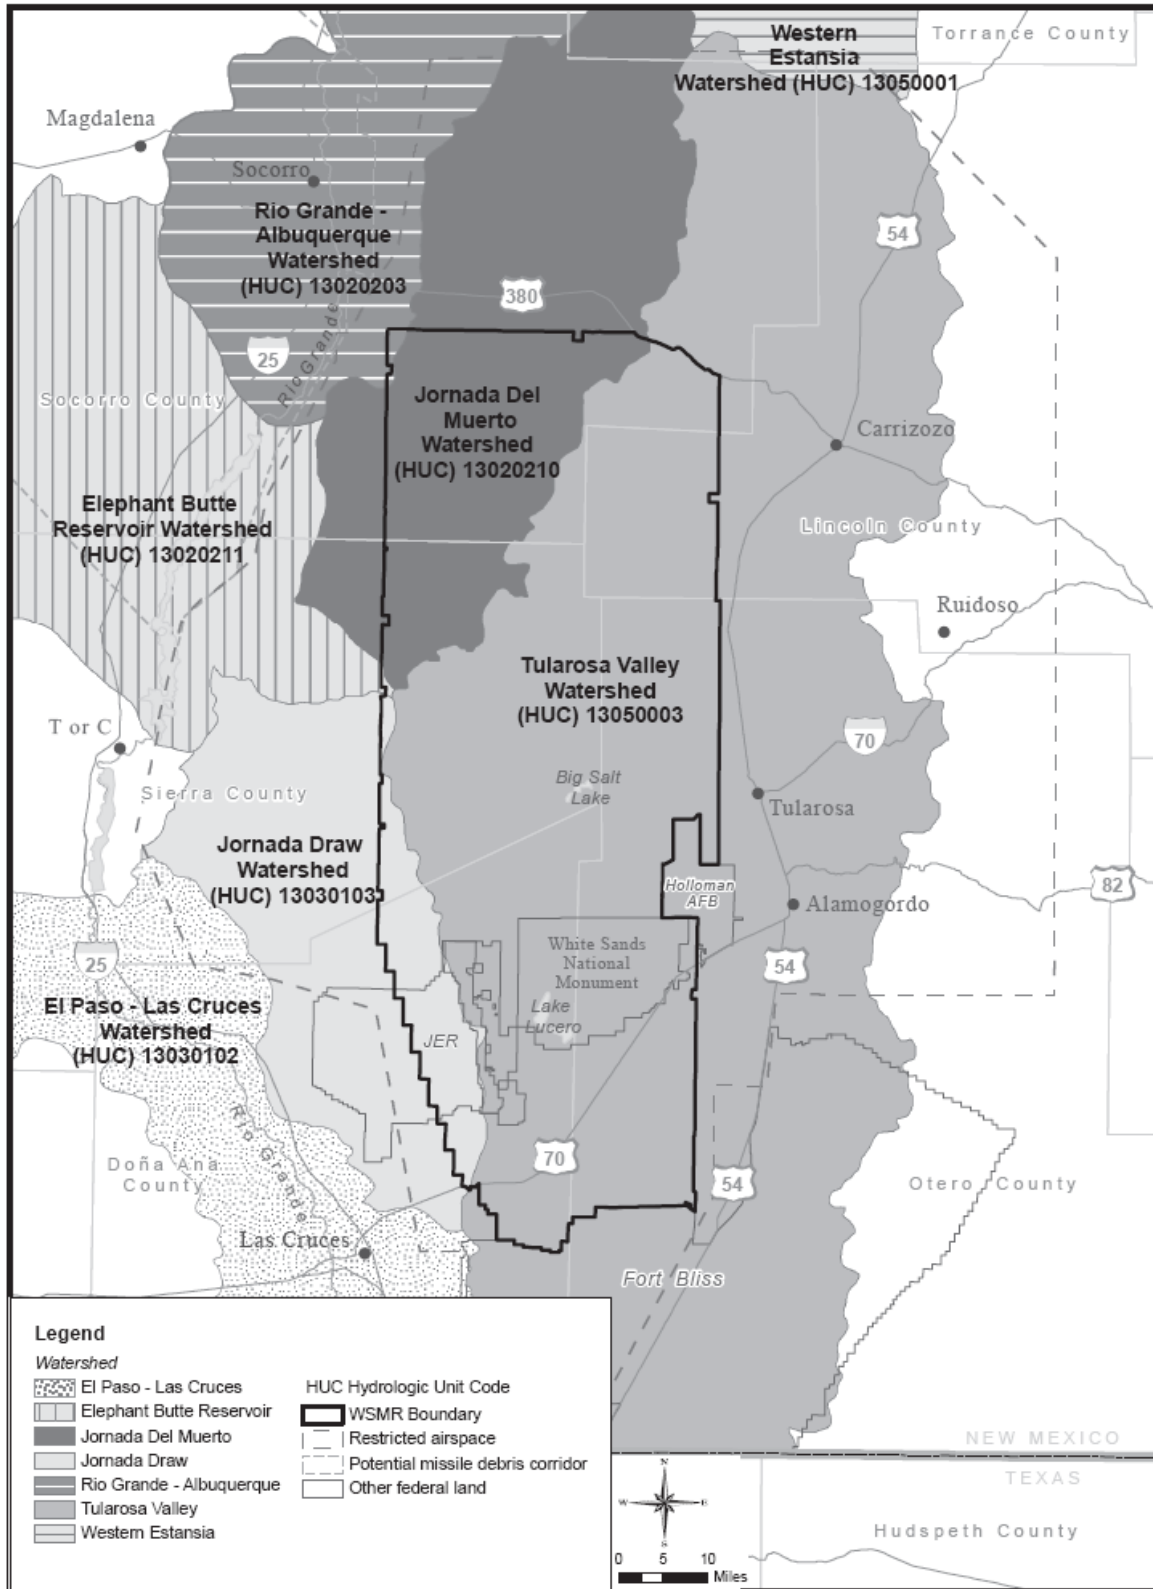 Western
Estansia
Watershed (HUC) 13050001
Torrance County
Magdalena
Socorro
Rio Grande -
Albuquerque
Watershed
(HUC) 13020203
54
380
25
Rio Grande
Socorro County
Jornada Del
Muerto
Watershed
(HUC) 13020210
Carrizozo
Elephant Butte
Reservoir Watershed
(HUC) 13020211
Lincoln County
Ruidoso
Tularosa Valley
Watershed
(HUC) 13050003
T or C
70
Big Salt
Lake
Sierra County
Tularosa
Jornada Draw
Watershed
(HUC) 13030103
Holloman
AFB
82
Alamogordo
White Sands
National
Monument
25
54
El Paso - Las Cruces
Watershed
(HUC) 13030102
Lake
Lucero
JER
Rio Grande
Doña Ana
County
70
54
Otero County
Las Cruces
Fort Bliss
Legend
Watershed
El Paso - Las Cruces
Elephant Butte Reservoir
Jornada Del Muerto
Jornada Draw
Rio Grande - Albuquerque
Tularosa Valley
Western Estansia
HUC Hydrologic Unit Code
WSMR Boundary
Restricted airspace
Potential missile debris corridor
Other federal land
NEW MEXICO
TEXAS
Hudspeth County
N
W E
S
0 5 10
Miles